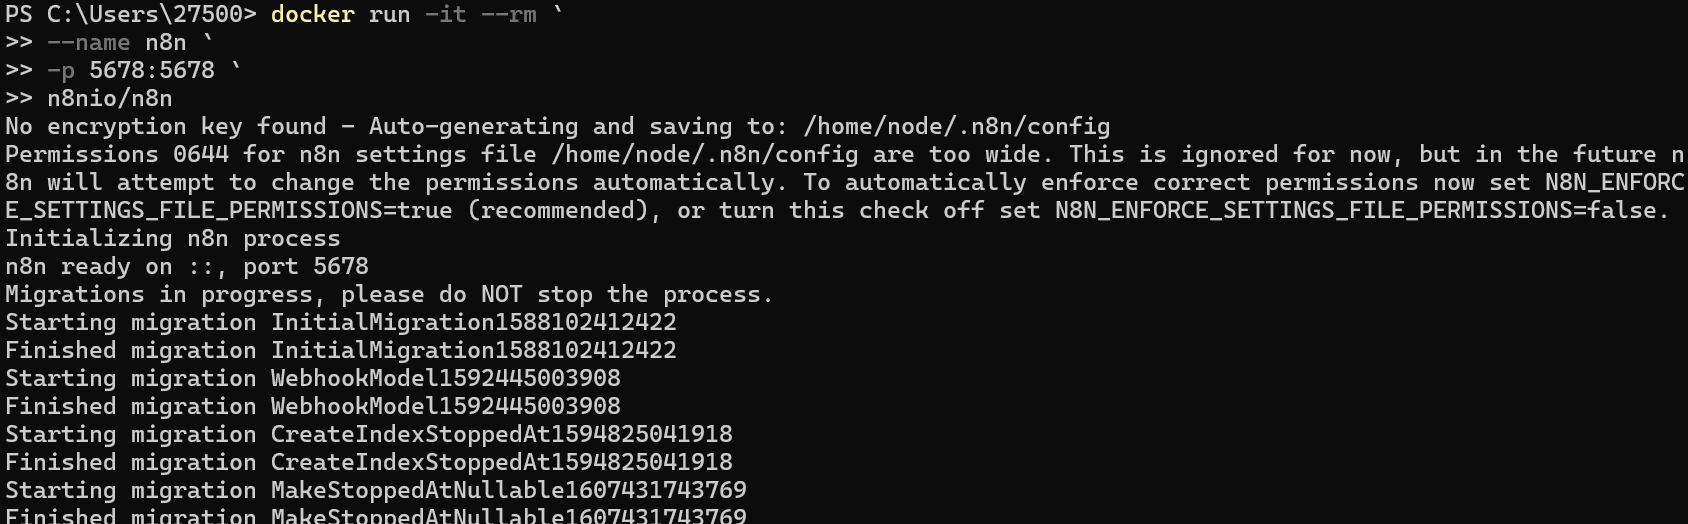 PS C:\Users\27500> docker run -it --rm `
>> --name n8n `
>> -p 5678:5678 `
>> n8nio/n8n
No encryption key found - Auto-generating and saving to: /home/node/.n8n/config
Permissions 0644 for n8n settings file /home/node/.n8n/config are too wide. This is ignored for now, but in the future n
8n will attempt to change the permissions automatically. To automatically enforce correct permissions now set N8N_ENFORC
E_SETTINGS_FILE_PERMISSIONS=true (recommended), or turn this check off set N8N_ENFORCE_SETTINGS_FILE_PERMISSIONS=false.
Initializing n8n process
n8n ready on ::, port 5678
Migrations in progress, please do NOT stop the process.
Starting migration InitialMigration1588102412422
Finished migration InitialMigration1588102412422
Starting migration WebhookModel1592445003908
Finished migration WebhookModel1592445003908
Starting migration CreateIndexStoppedAt1594825041918
Finished migration CreateIndexStoppedAt1594825041918
Starting migration MakeStoppedAtNullable1607431743769
Finished migration MakeStoppedAtNullable1607431743769